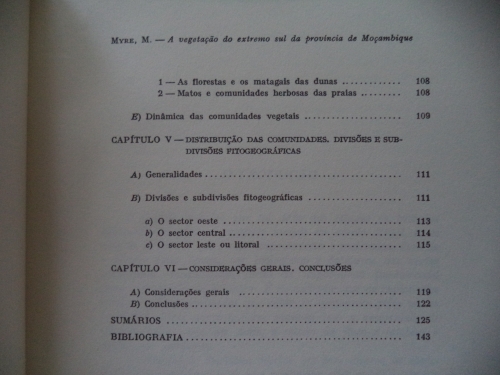 MYRE, M. — A vegetação do extremo sul da província de Moçambique
1 — As florestas e os matagais das dunas ............ 108
2 — Matos e comunidades herbosas das praias ........ 108
E) Dinâmica das comunidades vegetais ........................ 109
CAPÍTULO V — DISTRIBUIÇÃO DAS COMUNIDADES. DIVISÕES E SUB-
DIVISÕES FITOGEOGRÁFICAS
A) Generalidades ........................................ 111
B) Divisões e subdivisões fitogeográficas .................. 111
a) O sector oeste ........................................ 113
b) O sector central ...................................... 114
c) O sector leste ou litoral .............................. 115
CAPÍTULO VI — CONSIDERAÇÕES GERAIS. CONCLUSÕES
A) Considerações gerais .................................. 119
B) Conclusões ............................................ 122
SUMÁRIOS .................................................. 125
BIBLIOGRAFIA .............................................. 143